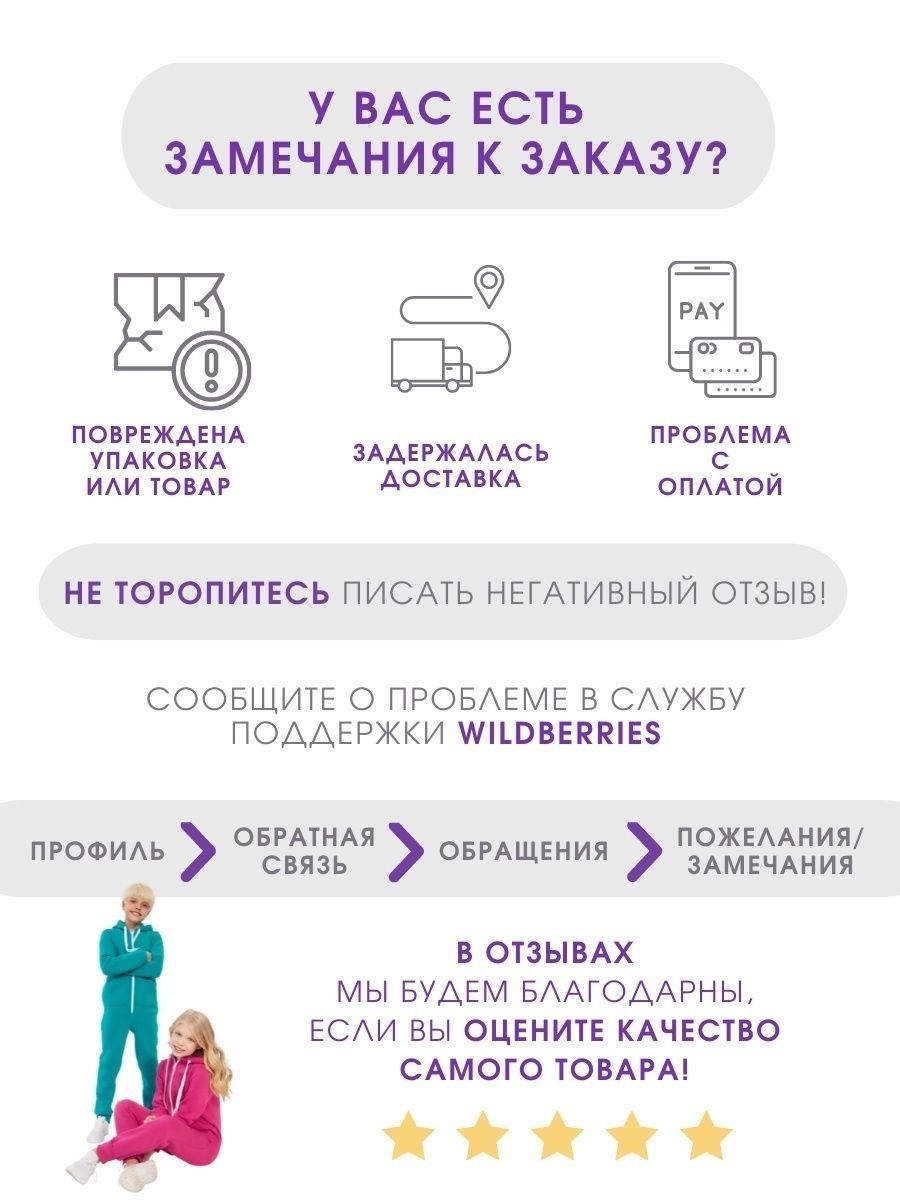 У ВАС ЕСТЬ
ЗАМЕЧАНИЯ К ЗАКАЗУ?
PAY
ПОВРЕЖДЕНА
УПАКОВКА
ИЛИ ТОВАР
ЗАДЕРЖАЛАСЬ
ДОСТАВКА
ПРОБЛЕМА
С
ОПЛАТОЙ
НЕ ТОРОПИТЕСЬ ПИСАТЬ НЕГАТИВНЫЙ ОТЗЫВ!
СООБЩИТЕ О ПРОБЛЕМЕ В СЛУЖБУ
ПОДДЕРЖКИ WILDBERRIES
ПРОФИЛЬ
ОБРАТНАЯ
СВЯЗЬ
ОБРАЩЕНИЯ
ПОЖЕЛАНИЯ/
ЗАМЕЧАНИЯ
В ОТЗЫВАХ
МЫ БУДЕМ БЛАГОДАРНЫ,
ЕСЛИ ВЫ ОЦЕНИТЕ КАЧЕСТВО
САМОГО ТОВАРА!